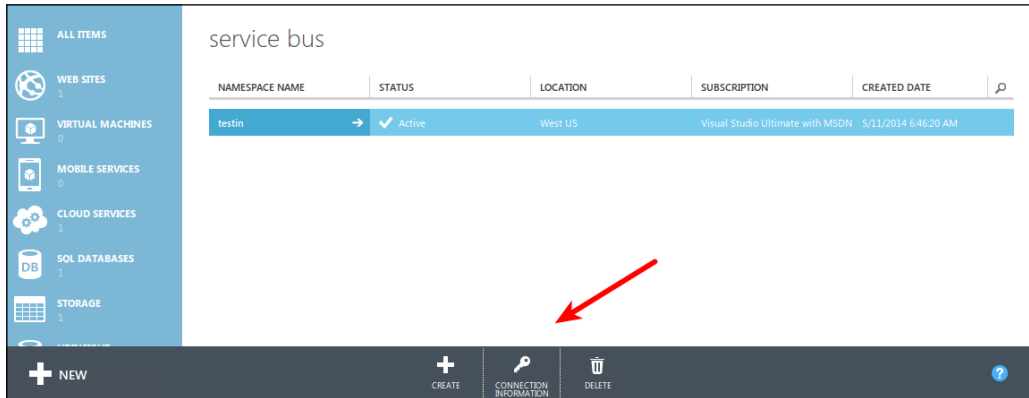 ALL ITEMS
WEB SITES
1
VIRTUAL MACHINES
0
MOBILE SERVICES
0
CLOUD SERVICES
1
DB
SQL DATABASES
1
STORAGE
1
service bus
NAMESPACE NAME STATUS LOCATION SUBSCRIPTION CREATED DATE
testin Active West US Visual Studio Ultimate with MSDN 5/11/2014 6:46:20 AM
NEW
CREATE
CONNECTION
INFORMATION
DELETE
?